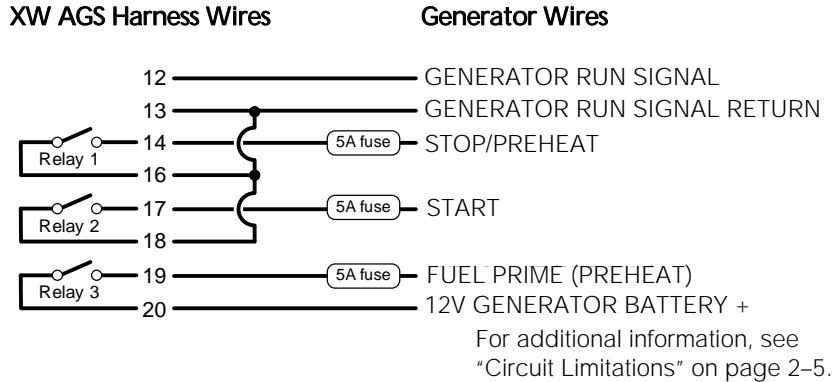 XW AGS Harness Wires Generator Wires
12 GENERATOR RUN SIGNAL
13 GENERATOR RUN SIGNAL RETURN
14 5A fuse STOP/PREHEAT
Relay 1
16
17 5A fuse START
Relay 2
18
19 5A fuse FUEL PRIME (PREHEAT)
Relay 3
20 12V GENERATOR BATTERY +
For additional information, see
"Circuit Limitations" on page 2–5.